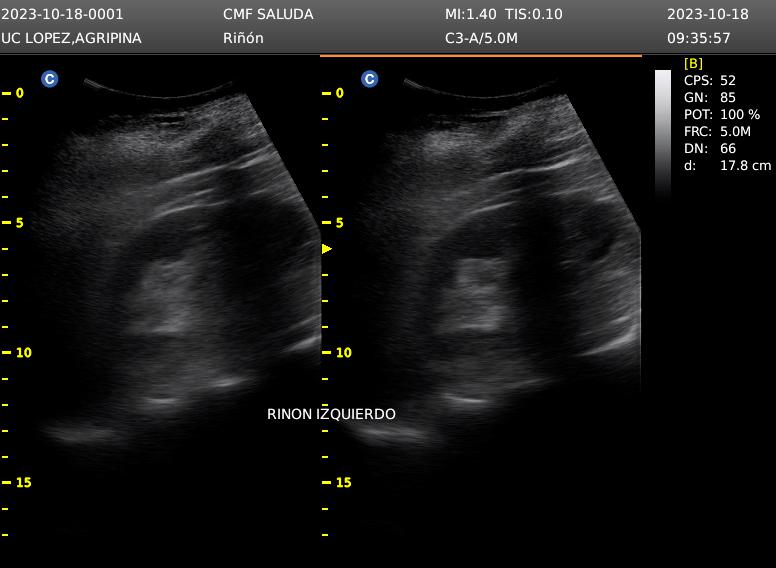 2023-10-18-0001 CMF SALUDA MI:1.40 TIS:0.10 2023-10-18
UC LOPEZ,AGRIPINA Riñón C3-A/5.0M 09:35:57
C C
[B]
CPS: 52
GN: 85
POT: 100 %
FRC: 5.0M
DN: 66
d: 17.8 cm
0 0
5 5
10 10
RINON IZQUIERDO
15 15